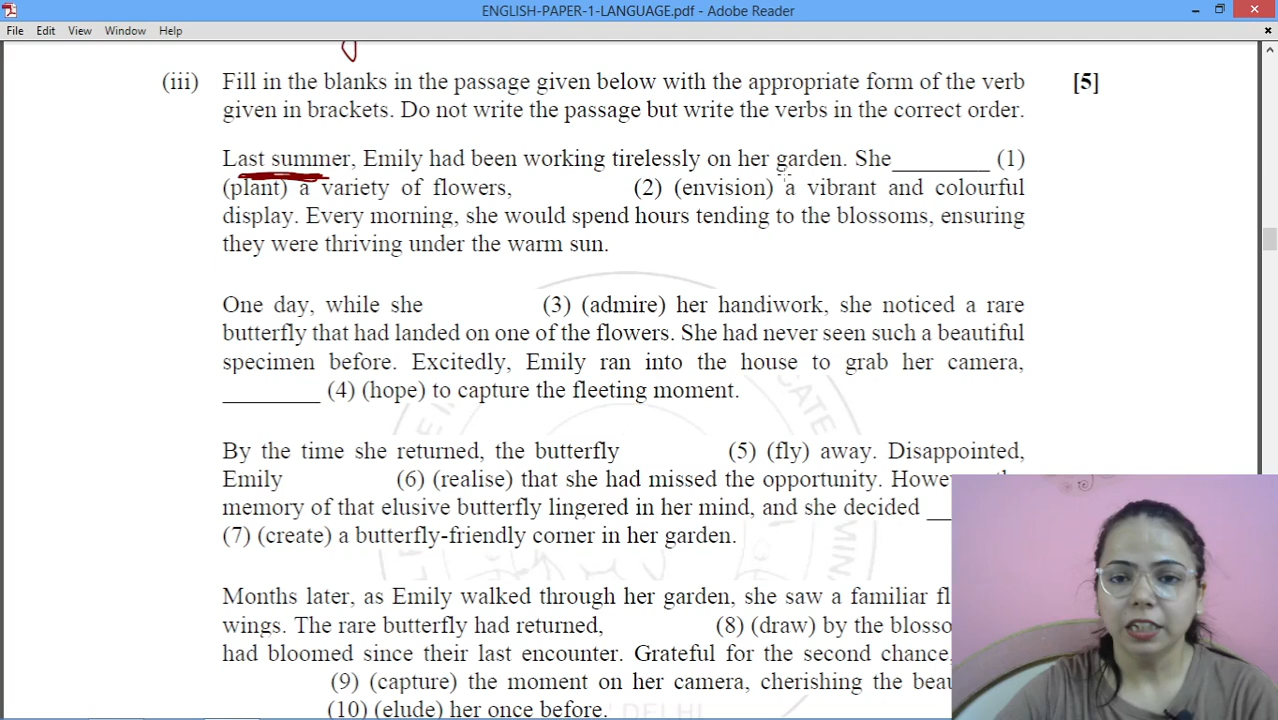 ENGLISH-PAPER-1-LANGUAGE.pdf - Adobe Reader
File Edit View Window Help
(iii) Fill in the blanks in the passage given below with the appropriate form of the verb [5]
given in brackets. Do not write the passage but write the verbs in the correct order.
Last summer, Emily had been working tirelessly on her garden. She________ (1)
(plant) a variety of flowers, (2) (envision) a vibrant and colourful
display. Every morning, she would spend hours tending to the blossoms, ensuring
they were thriving under the warm sun.
One day, while she (3) (admire) her handiwork, she noticed a rare
butterfly that had landed on one of the flowers. She had never seen such a beautiful
specimen before. Excitedly, Emily ran into the house to grab her camera,
________ (4) (hope) to capture the fleeting moment.
By the time she returned, the butterfly (5) (fly) away. Disappointed,
Emily (6) (realise) that she had missed the opportunity.
memory of that elusive butterfly lingered in her mind, and she decided __
(7) (create) a butterfly-friendly corner in her garden.
Months later, as Emily walked through her garden, she saw a familiar
wings. The rare butterfly had returned, (8) (draw) by the
had bloomed since their last encounter. Grateful for the second chance,
(9) (capture) the moment on her camera, cherishing the
(10) (elude) her once before.